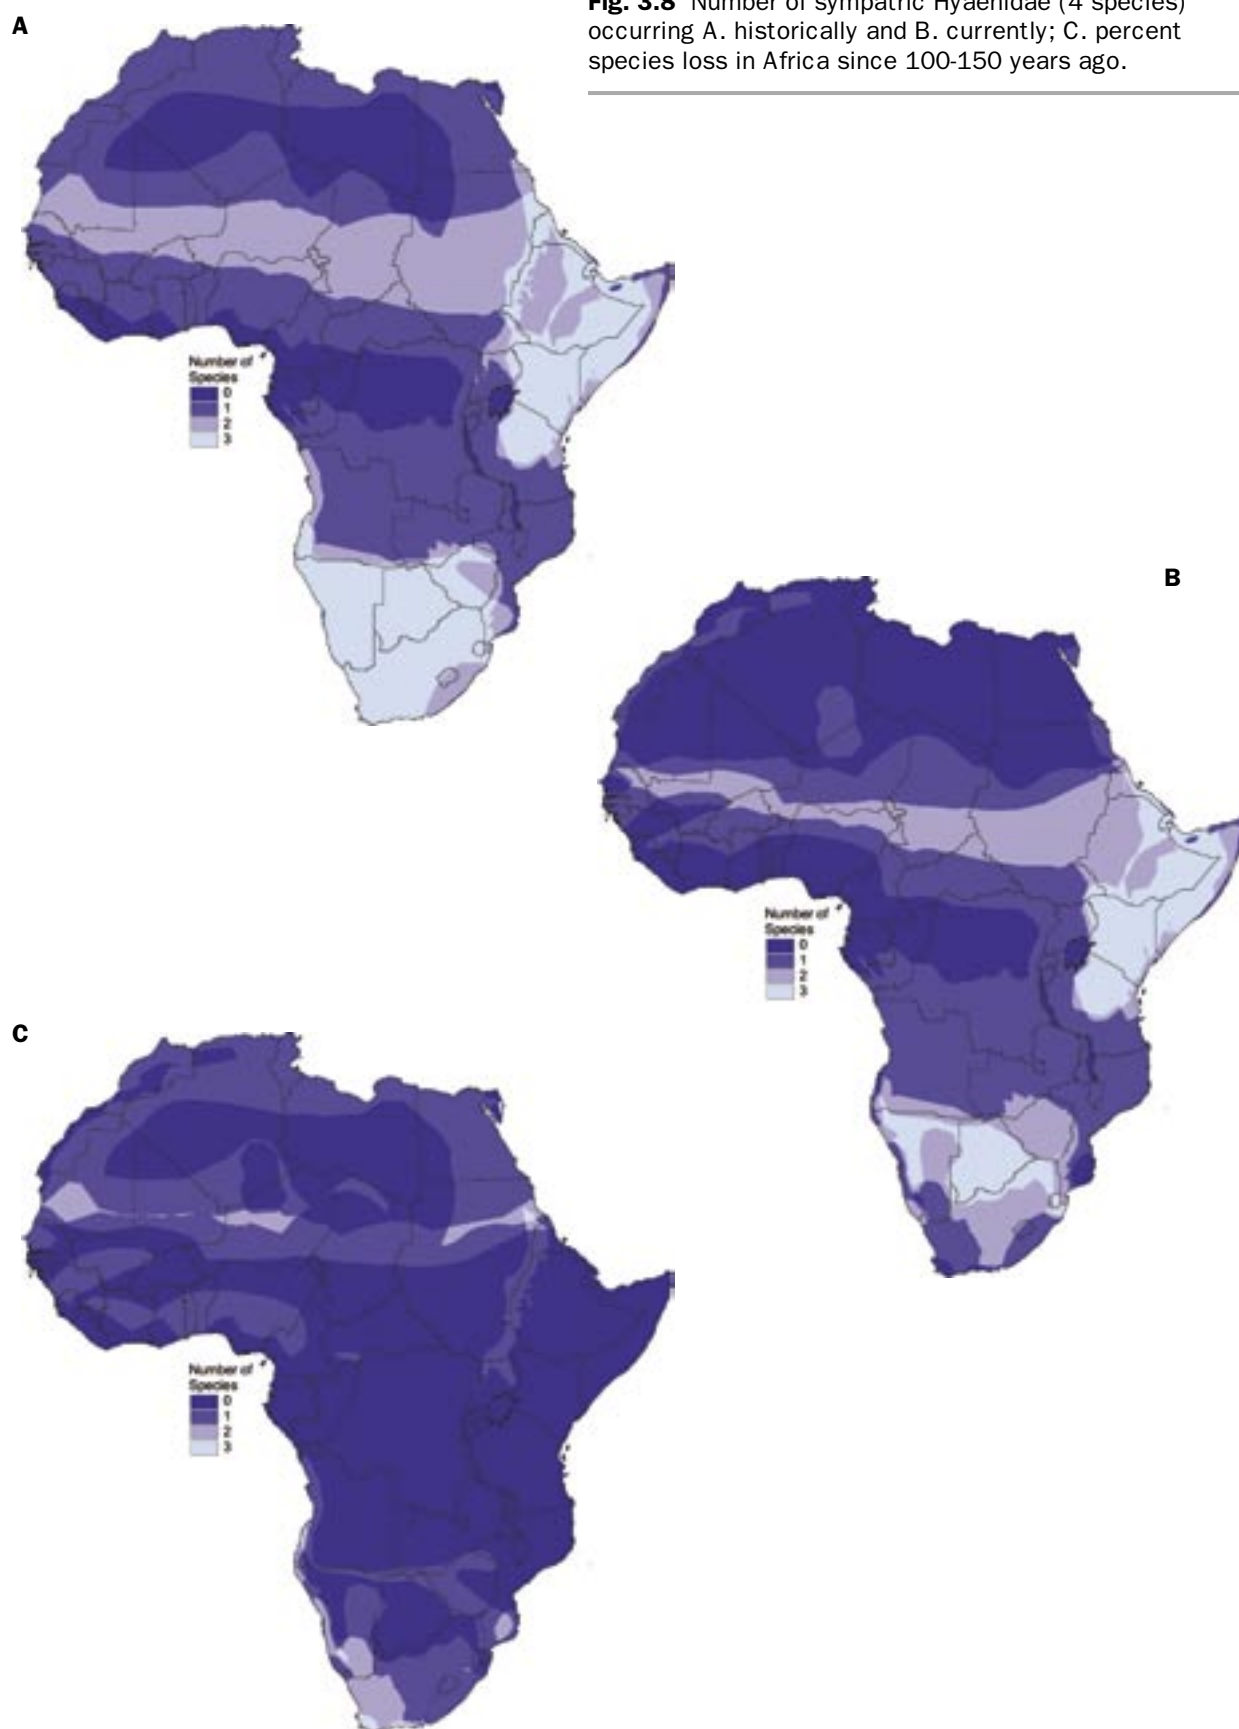 A
Fig. 3.8 Number of sympatric Hyaenidae (4 species)
occurring A. historically and B. currently; C. percent
species loss in Africa since 100-150 years ago.
Number of
Species
0
1
2
3
B
Number of
Species
0
1
2
3
C
Number of
Species
0
1
2
3